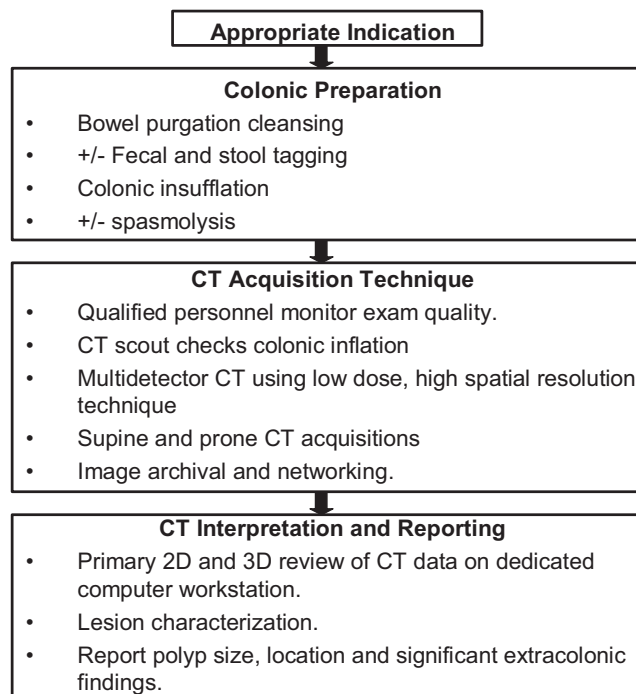 Appropriate Indication
Colonic Preparation
• Bowel purgation cleansing
• +/- Fecal and stool tagging
• Colonic insufflation
• +/- spasmolysis
CT Acquisition Technique
• Qualified personnel monitor exam quality.
• CT scout checks colonic inflation
• Multidetector CT using low dose, high spatial resolution
technique
• Supine and prone CT acquisitions
• Image archival and networking.
CT Interpretation and Reporting
• Primary 2D and 3D review of CT data on dedicated
computer workstation.
• Lesion characterization.
• Report polyp size, location and significant extracolonic
findings.